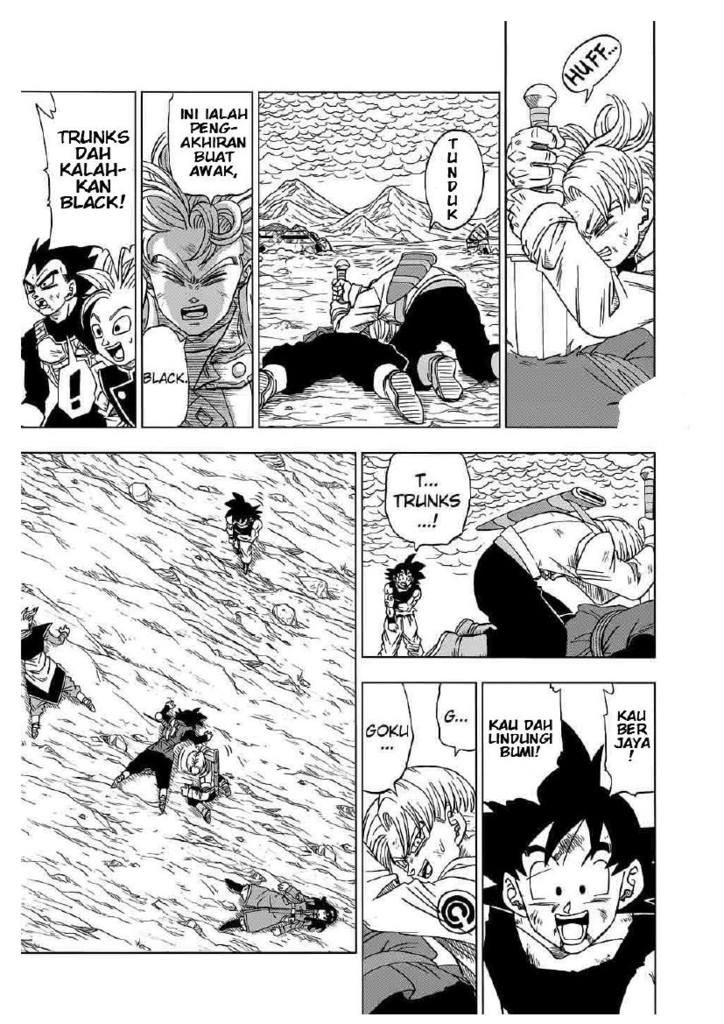 HUFF...
T
U
N
D
U
K
INI IALAH
PENG-
AKHIRAN
BUAT
AWAK,
BLACK.
TRUNKS
DAH
KALAH-
KAN
BLACK!
!
T...
TRUNKS
...!
KAU
BER
JAYA
!
KAU DAH
LINDUNGI
BUMI!
G...
GOKU
...